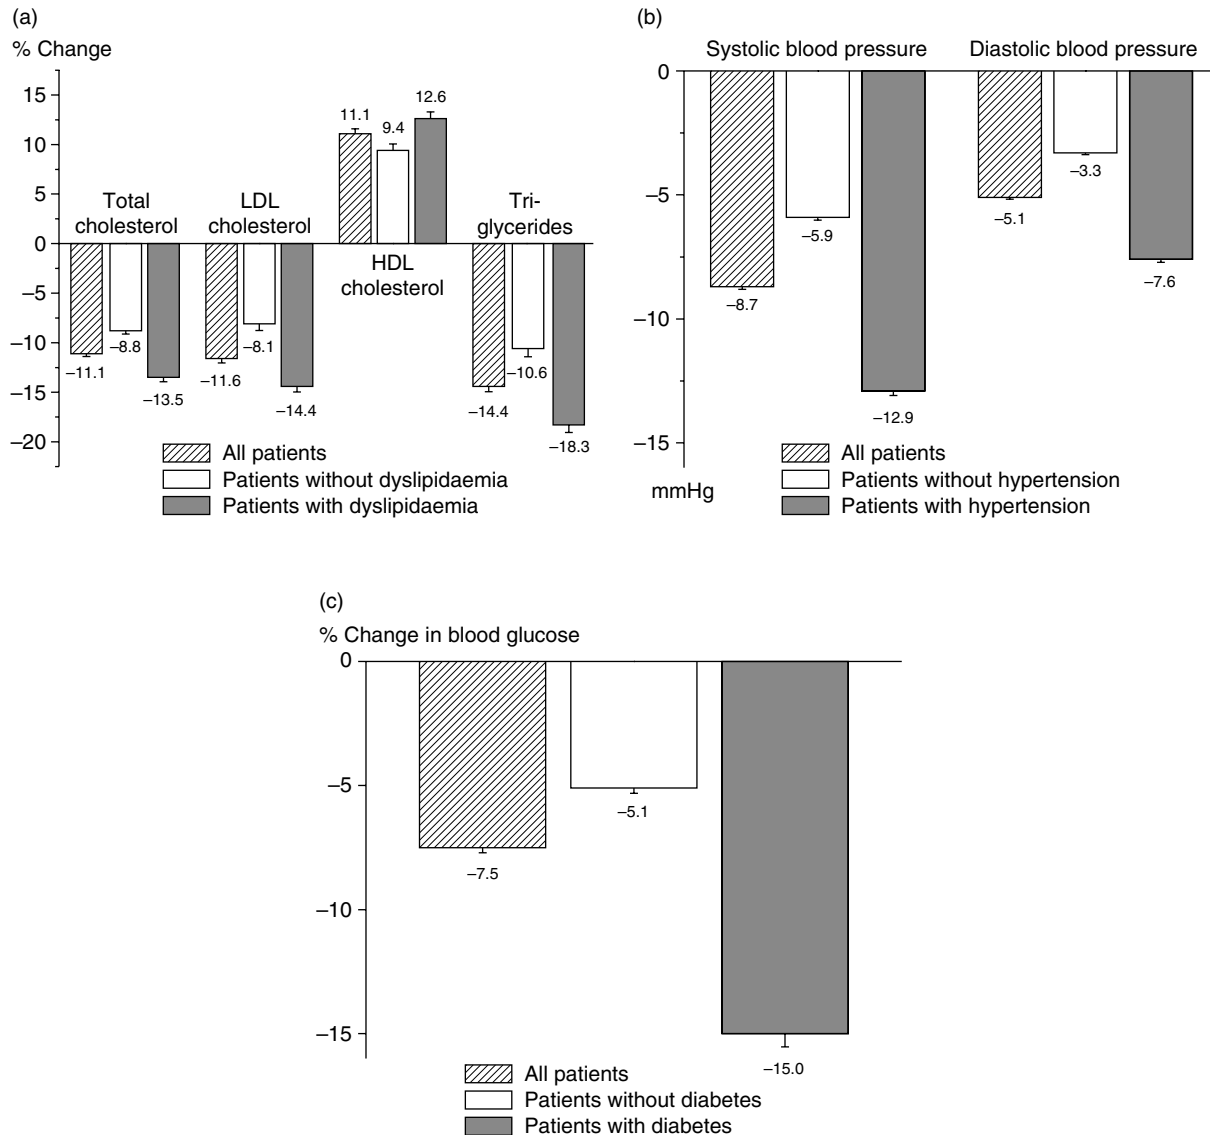 (a)
% Change
15
10
5
0
−5
−10
−15
−20
Total
cholesterol
LDL
cholesterol
HDL
cholesterol
Tri-
glycerides
11.1
9.4
12.6
−11.1
−8.8
−13.5
−11.6
−8.1
−14.4
−14.4
−10.6
−18.3
All patients
Patients without dyslipidaemia
Patients with dyslipidaemia
(b)
Systolic blood pressure
Diastolic blood pressure
0
−5
−10
−15
mmHg
−8.7
−5.9
−12.9
−5.1
−3.3
−7.6
All patients
Patients without hypertension
Patients with hypertension
(c)
% Change in blood glucose
0
−5
−10
−15
−7.5
−5.1
−15.0
All patients
Patients without diabetes
Patients with diabetes